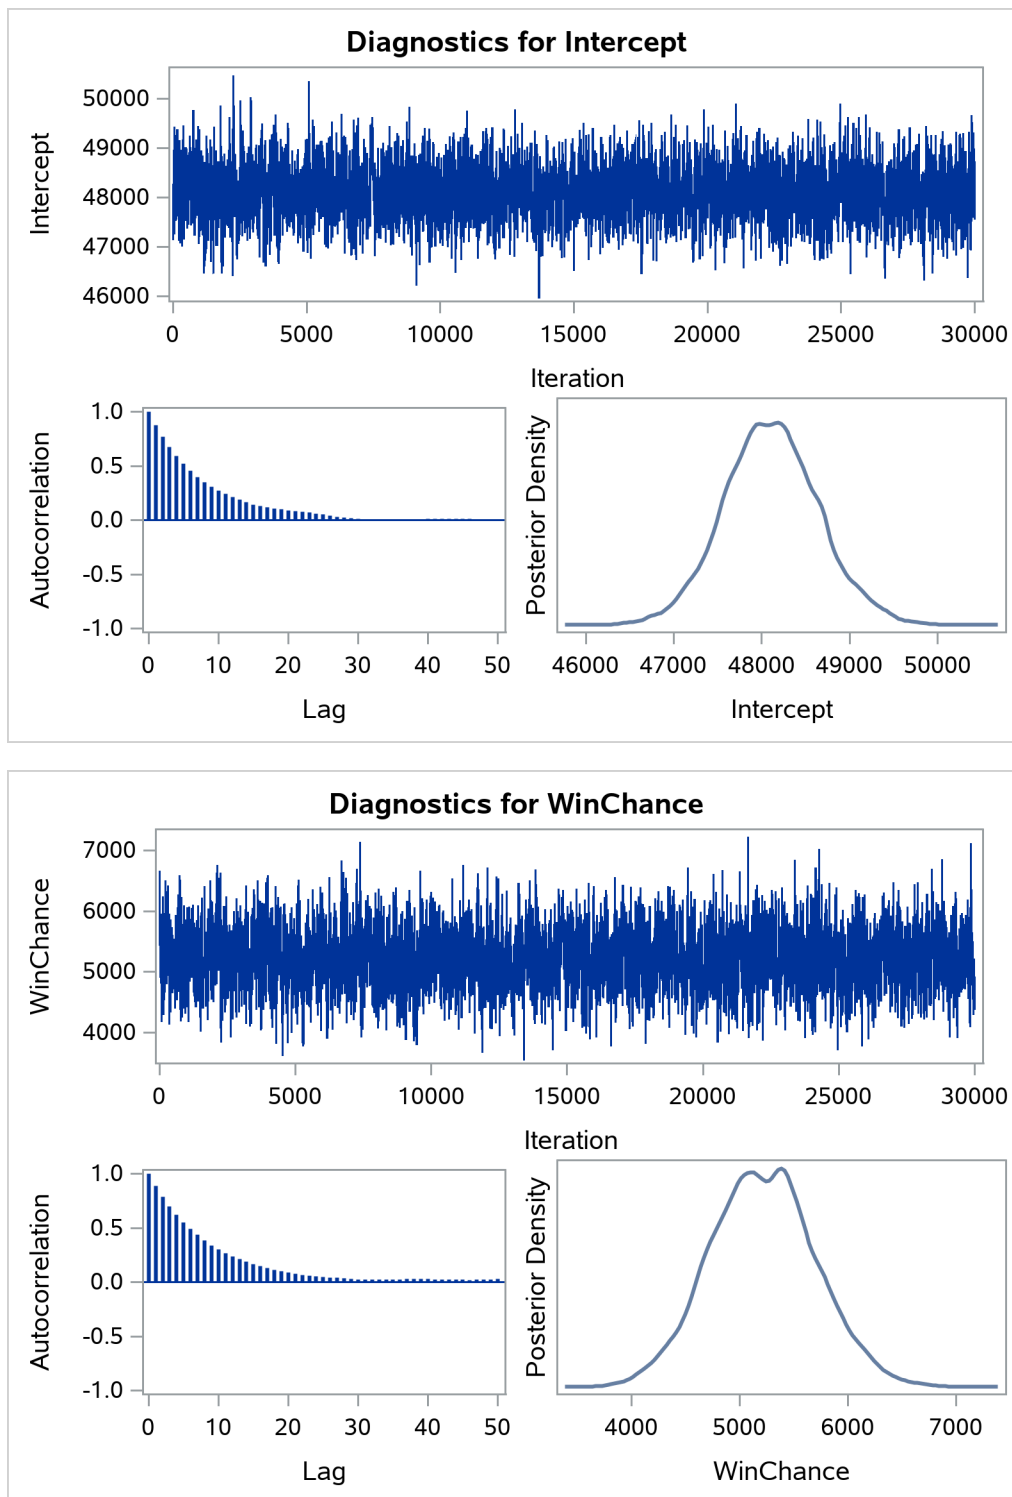 Diagnostics for Intercept
Intercept
50000
49000
48000
47000
46000
0 5000 10000 15000 20000 25000 30000
Iteration
Autocorrelation
1.0
0.5
0.0
-0.5
-1.0
0 10 20 30 40 50
Lag
Posterior Density
46000 47000 48000 49000 50000
Intercept
Diagnostics for WinChance
WinChance
7000
6000
5000
4000
0 5000 10000 15000 20000 25000 30000
Iteration
Autocorrelation
1.0
0.5
0.0
-0.5
-1.0
0 10 20 30 40 50
Lag
Posterior Density
4000 5000 6000 7000
WinChance